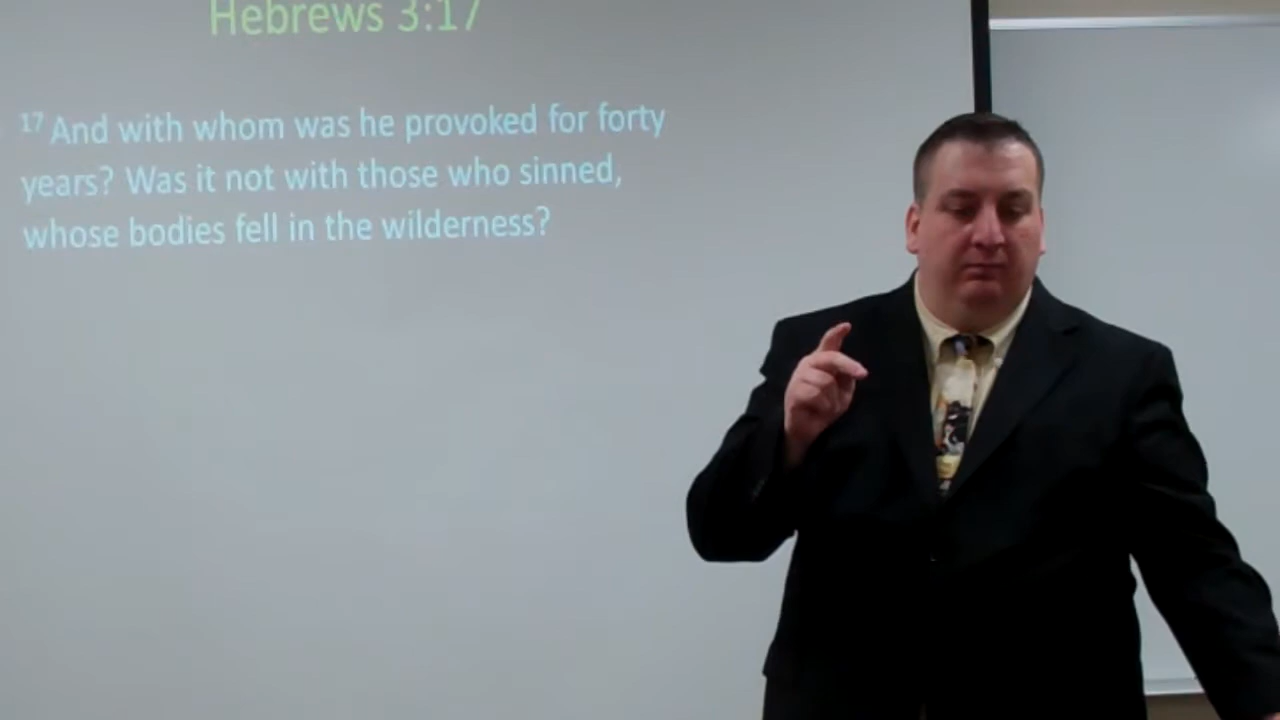 Hebrews 3:17
17 And with whom was he provoked for forty
years? Was it not with those who sinned,
whose bodies fell in the wilderness?